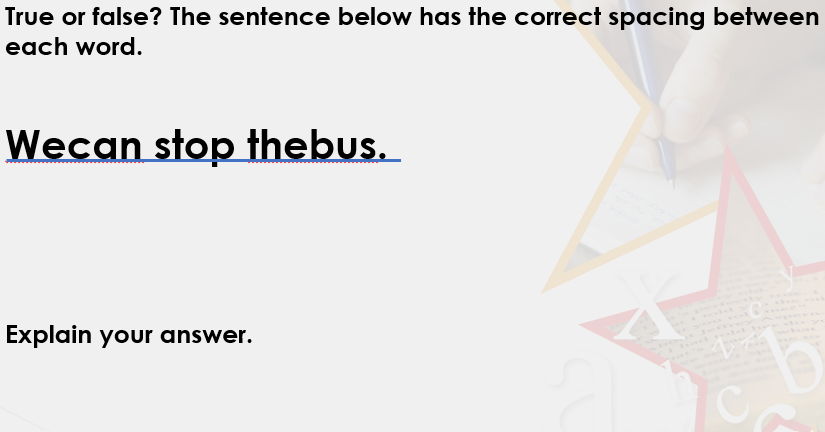 True or false? The sentence below has the correct spacing between
each word.
Wecan stop thebus.
Explain your answer.
x
y
c
z
b
a
h
c